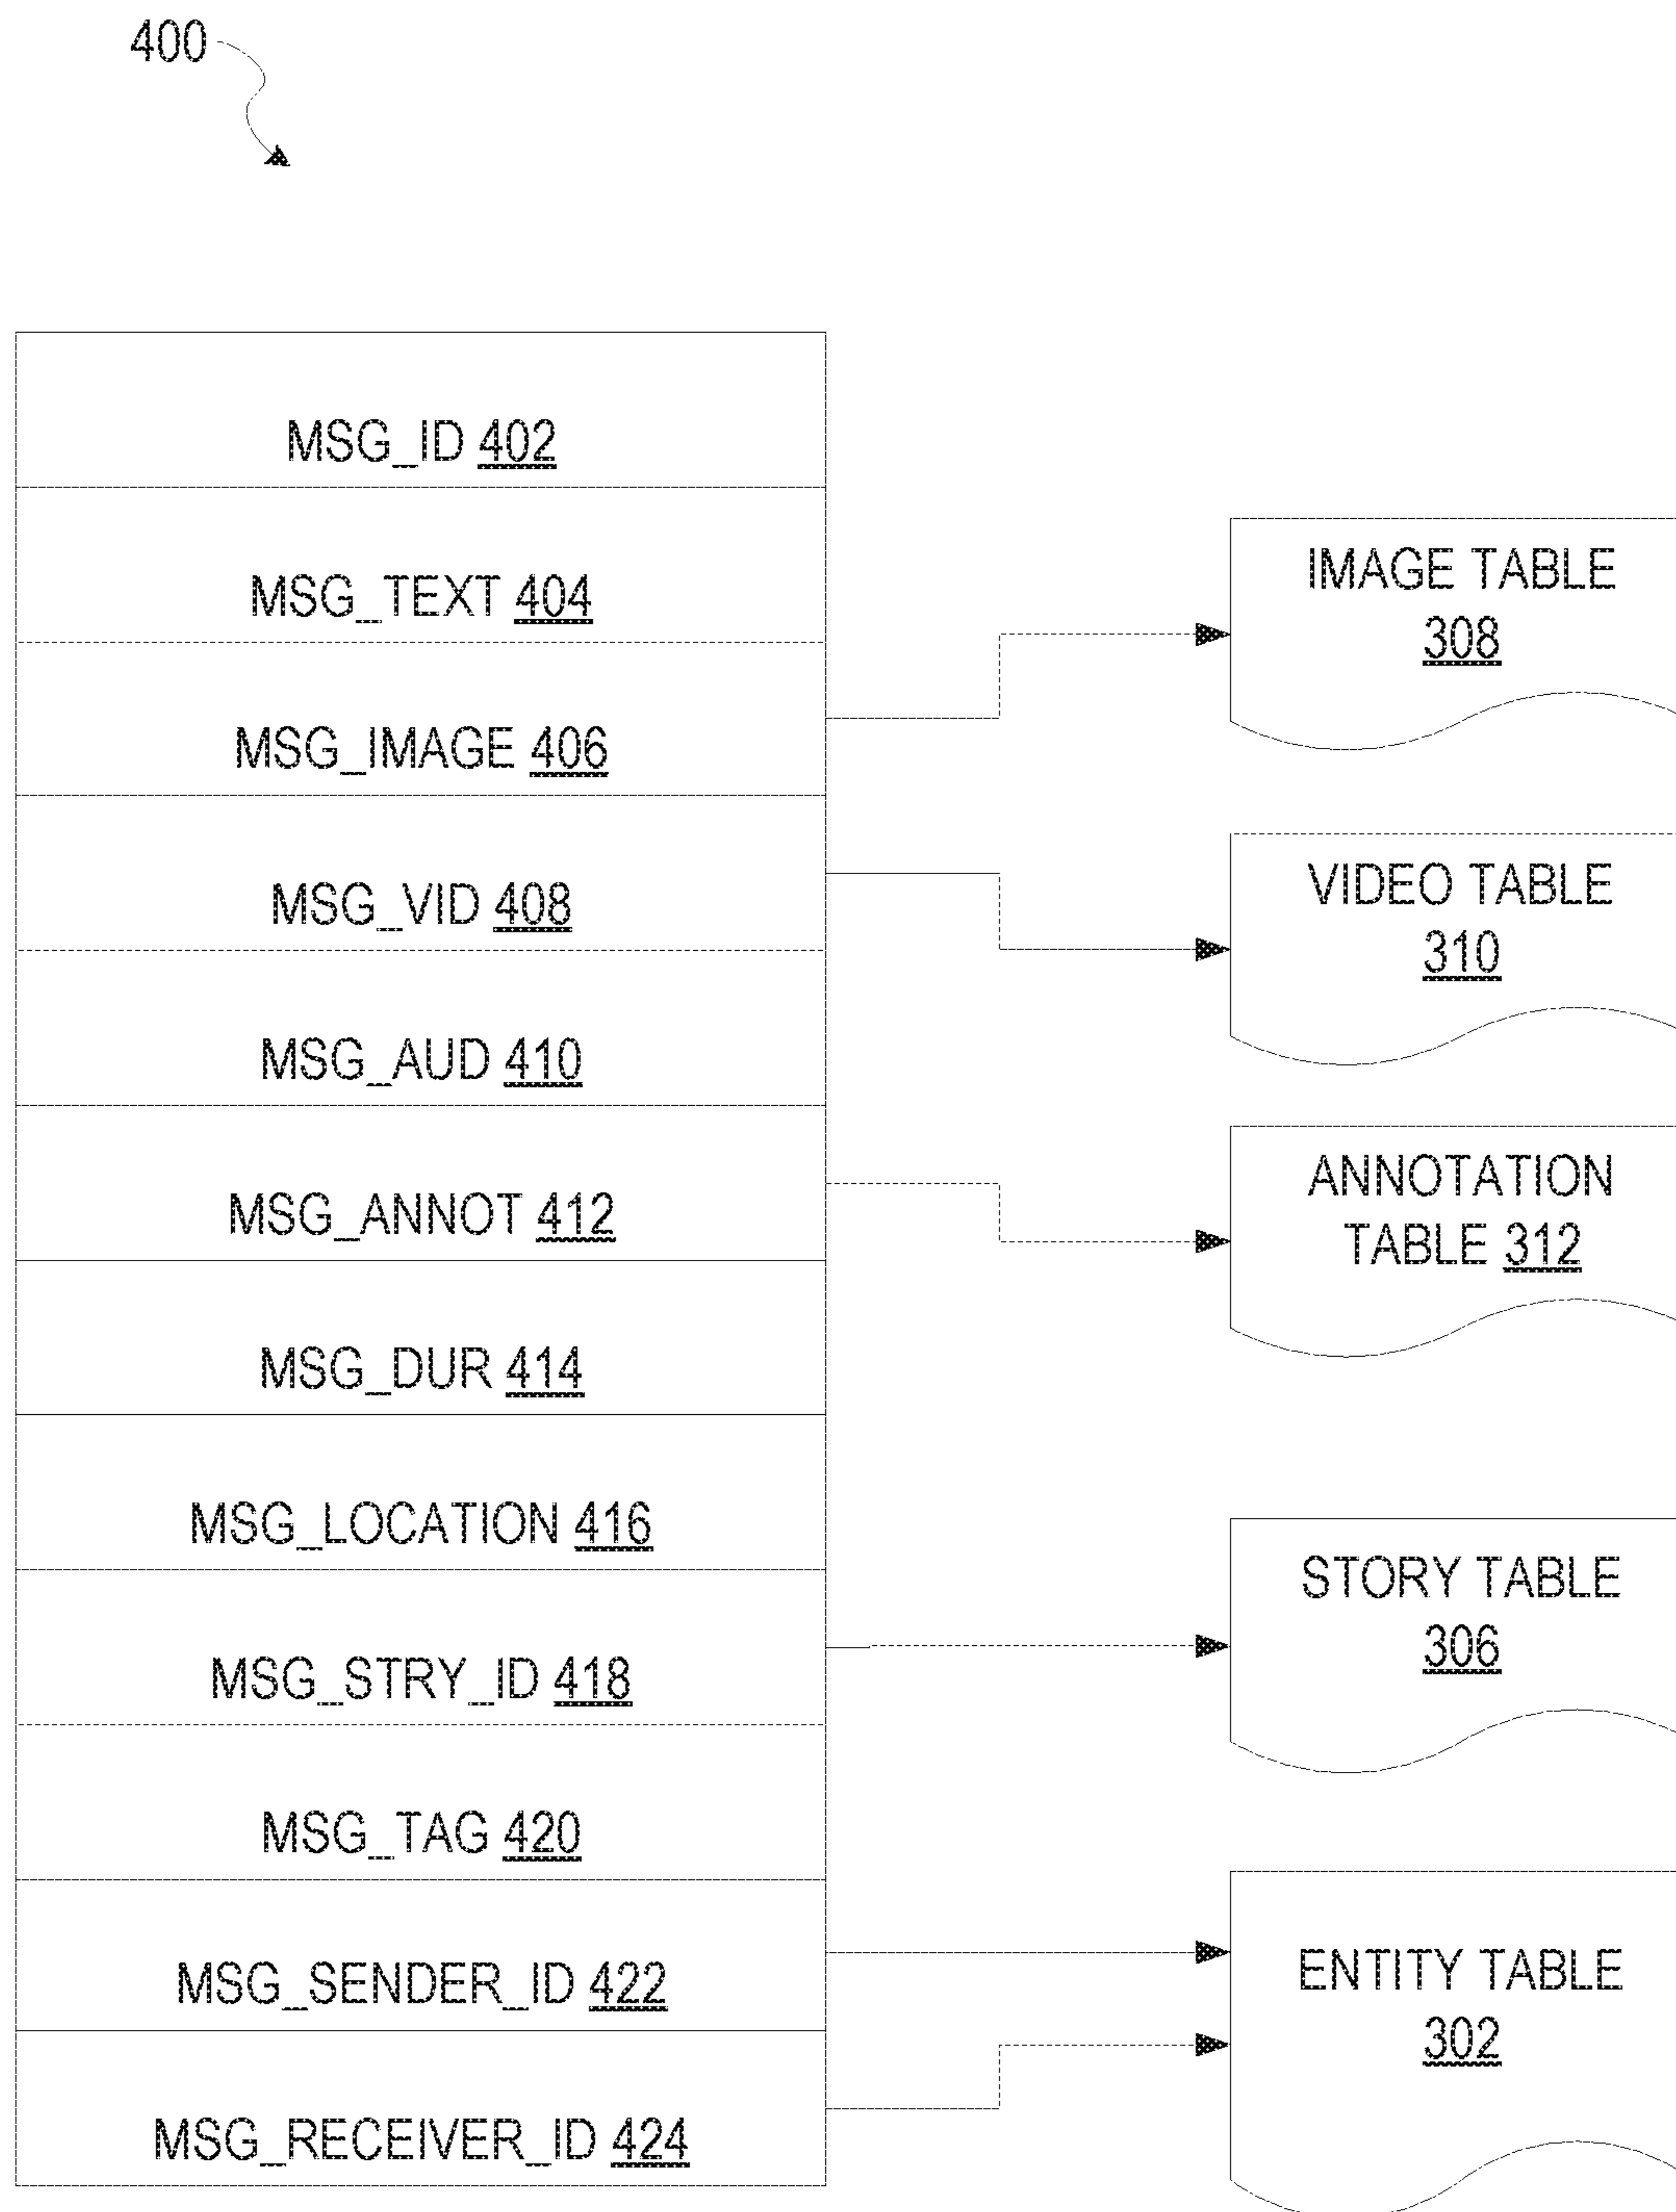 400
MSG_ID 402
MSG_TEXT 404
MSG_IMAGE 406
MSG_VID 408
MSG_AUD 410
MSG_ANNOT 412
MSG_DUR 414
MSG_LOCATION 416
MSG_STRY_ID 418
MSG_TAG 420
MSG_SENDER_ID 422
MSG_RECEIVER_ID 424
IMAGE TABLE
308
VIDEO TABLE
310
ANNOTATION
TABLE 312
STORY TABLE
306
ENTITY TABLE
302